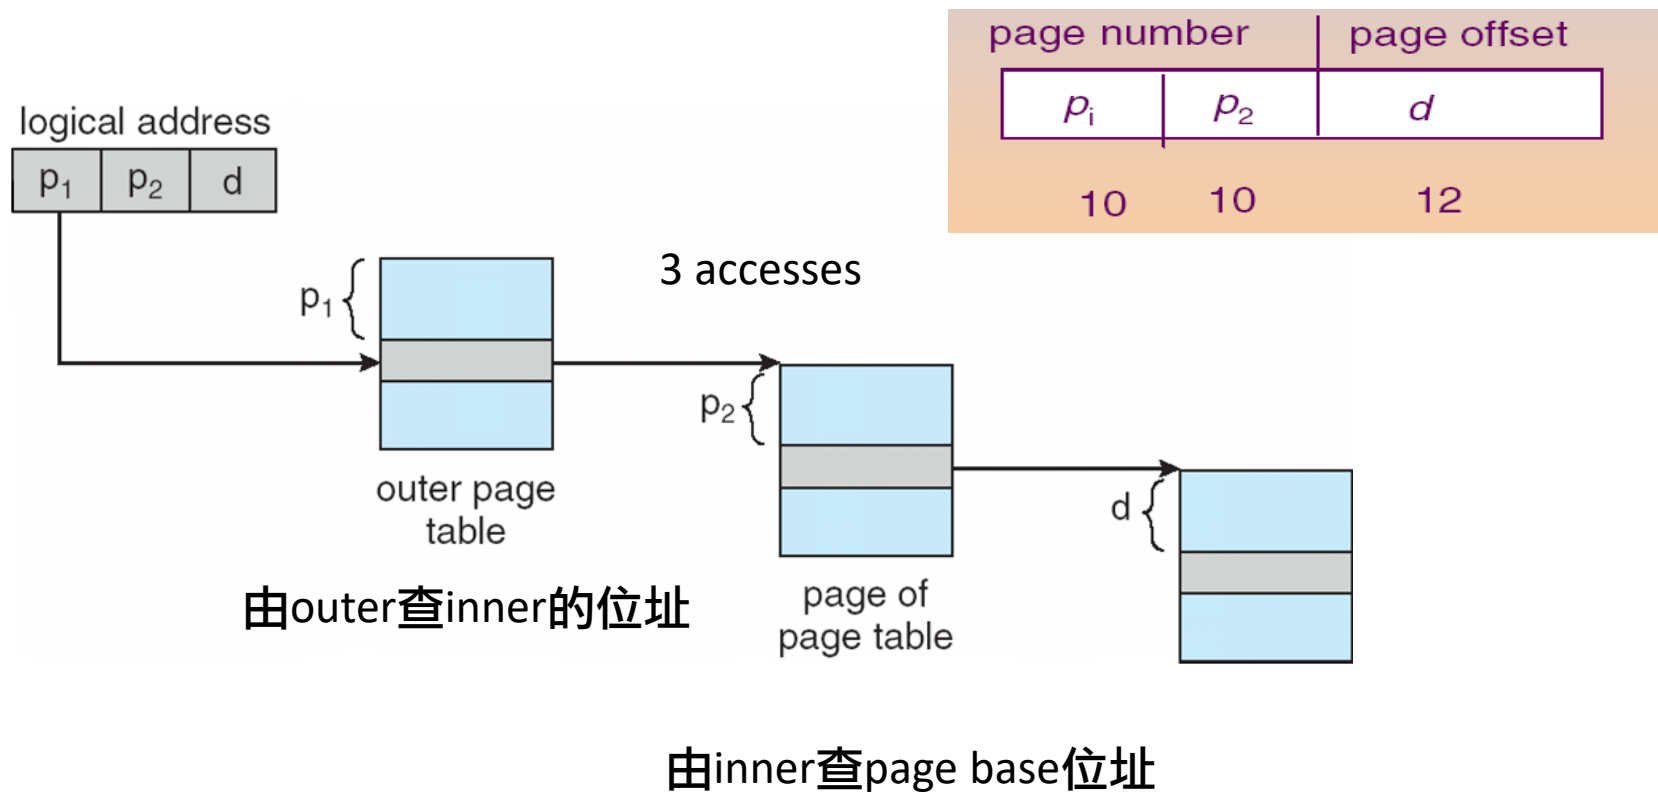 page number page offset
pi p2 d
10 10 12
logical address
p1 p2 d
3 accesses
p1
p2
outer page
table
d
由outer查inner的位址
page of
page table
由inner查page base位址